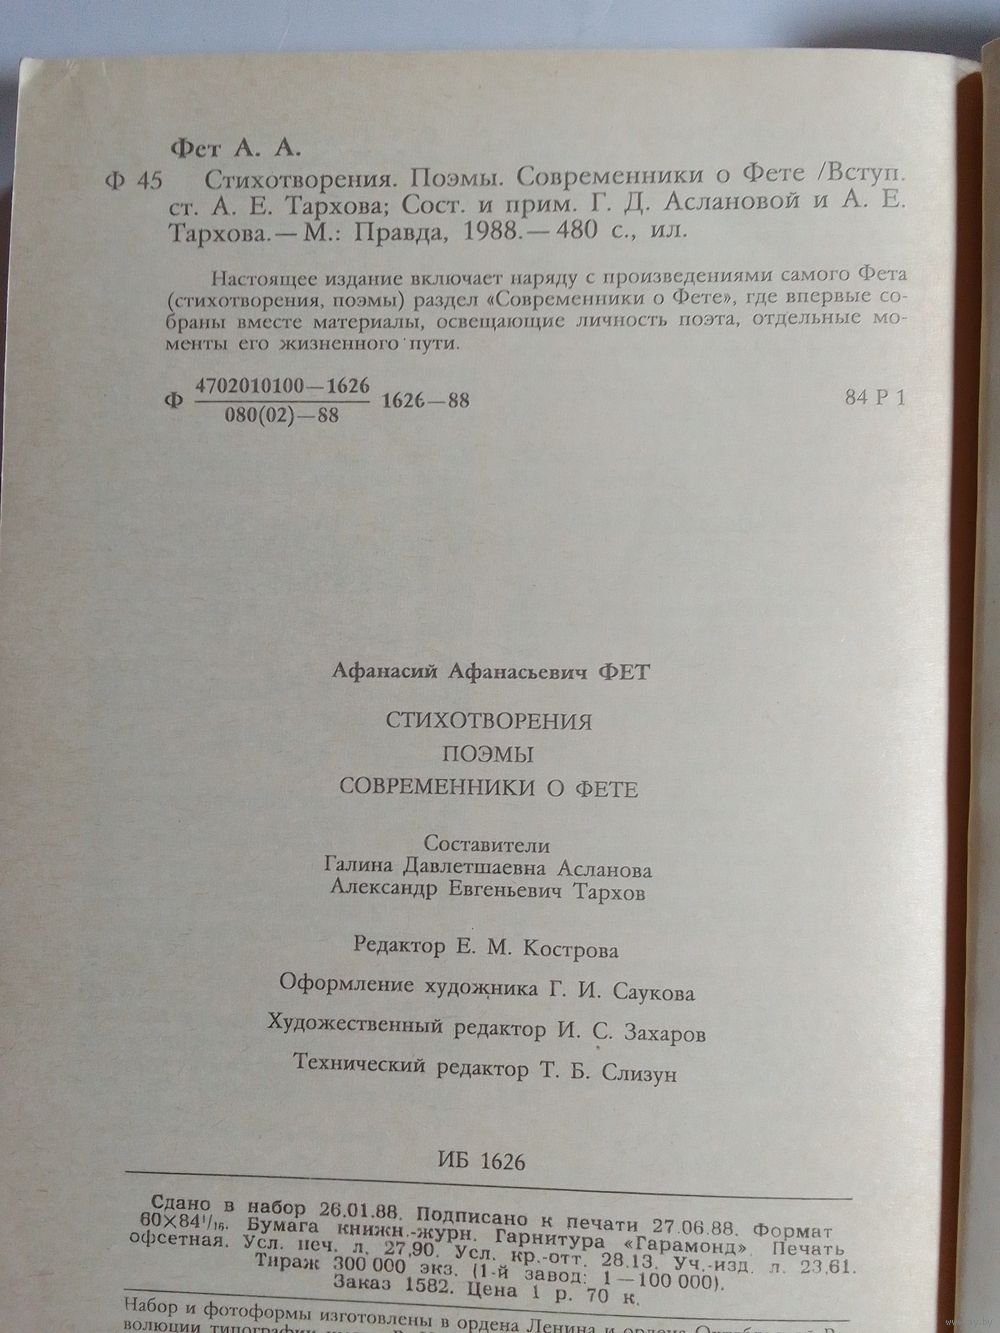 Фет А. А.
Ф 45 Стихотворения. Поэмы. Современники о Фете /Вступ.
ст. А. Е. Тархова; Сост. и прим. Г. Д. Аслановой и А. Е.
Тархова.— М.: Правда, 1988.— 480 с., ил.
Настоящее издание включает наряду с произведениями самого Фета
(стихотворения, поэмы) раздел «Современники о Фете», где впервые со-
браны вместе материалы, освещающие личность поэта, отдельные мо-
менты его жизненного пути.
4702010100—1626
Ф 1626—88 84 Р 1
080(02)—88
Афанасий Афанасьевич ФЕТ
СТИХОТВОРЕНИЯ
ПОЭМЫ
СОВРЕМЕННИКИ О ФЕТЕ
Составители
Галина Давлетшаевна Асланова
Александр Евгеньевич Тархов
Редактор Е. М. Кострова
Оформление художника Г. И. Саукова
Художественный редактор И. С. Захаров
Технический редактор Т. Б. Слизун
ИБ 1626
Сдано в набор 26.01.88. Подписано к печати 27.06.88. Формат
60×84¹/₁₆. Бумага книжн.-журн. Гарнитура «Гарамонд». Печать
офсетная. Усл. печ. л. 27,90. Усл. кр.-отт. 28.13. Уч.-изд. л. 23,61.
Тираж 300 000 экз. (1-й завод: 1—100 000).
Заказ 1582. Цена 1 р. 70 к.
Набор и фотоформы изготовлены в ордена Ленина и ордена
волюции типографии